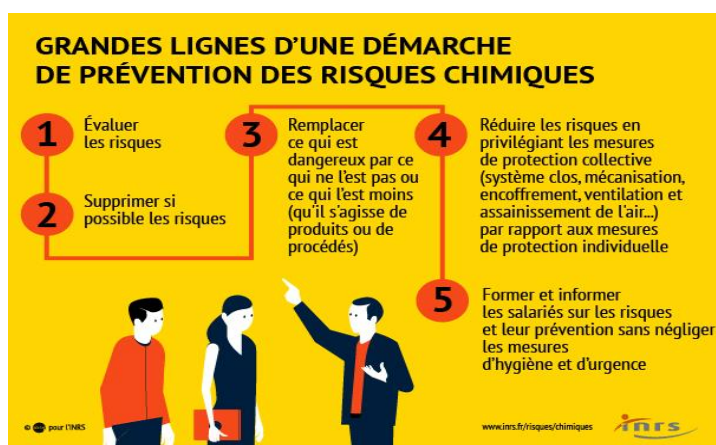 GRANDES LIGNES D'UNE DÉMARCHE
DE PRÉVENTION DES RISQUES CHIMIQUES
1
Évaluer
les risques
2
Supprimer si
possible les risques
3
Remplacer
ce qui est
dangereux par ce
qui ne l'est pas ou
ce qui l'est moins
(qu'il s'agisse de
produits ou de
procédés)
4
Réduire les risques en
privilégiant les mesures
de protection collective
(système clos, mécanisation,
encoffrement, ventilation et
assainissement de l'air...)
par rapport aux mesures
de protection individuelle
5
Former et informer
les salariés sur les risques
et leur prévention sans négliger
les mesures
d'hygiène et d'urgence
© pour l'INRS
www.inrs.fr/risques/chimiques
inrs